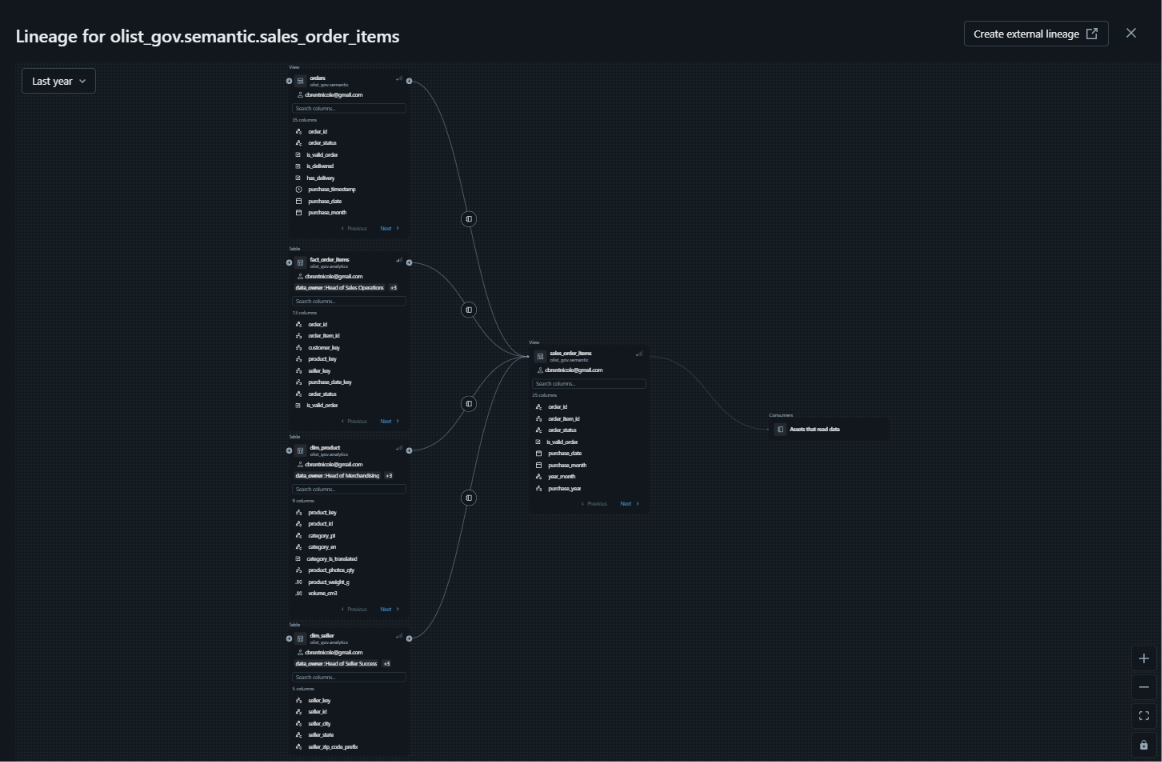 Lineage for olist_gov.semantic.sales_order_items
Create external lineage
Last year
View
orders
olist_gov.semantic
cbrentnicole@gmail.com
Search columns...
35 columns
order_id
order_status
is_valid_order
is_delivered
has_delivery
purchase_timestamp
purchase_date
purchase_month
Previous Next
Table
fact_order_items
olist_gov.analytics
cbrentnicole@gmail.com
data_owner :Head of Sales Operations +3
Search columns...
13 columns
order_id
order_item_id
customer_key
product_key
seller_key
purchase_date_key
order_status
is_valid_order
Previous Next
Table
dim_product
olist_gov.analytics
cbrentnicole@gmail.com
data_owner :Head of Merchandising +3
Search columns...
9 columns
product_key
product_id
category_pt
category_en
category_is_translated
product_photos_qty
product_weight_g
volume_cm3
Previous Next
Table
dim_seller
olist_gov.analytics
cbrentnicole@gmail.com
data_owner :Head of Seller Success +3
Search columns...
5 columns
seller_key
seller_id
seller_city
seller_state
seller_zip_code_prefix
View
sales_order_items
olist_gov.semantic
cbrentnicole@gmail.com
Search columns...
25 columns
order_id
order_item_id
order_status
is_valid_order
purchase_date
purchase_month
year_month
purchase_year
Previous Next
Consumers
Assets that read data